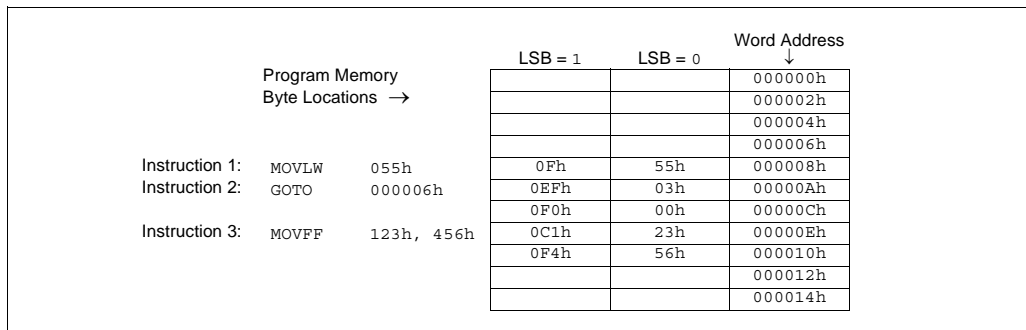 Word Address
LSB = 1 LSB = 0 ↓
Program Memory 000000h
Byte Locations → 000002h
000004h
000006h
Instruction 1: MOVLW 055h 0Fh 55h 000008h
Instruction 2: GOTO 000006h 0EFh 03h 00000Ah
0F0h 00h 00000Ch
Instruction 3: MOVFF 123h, 456h 0C1h 23h 00000Eh
0F4h 56h 000010h
000012h
000014h